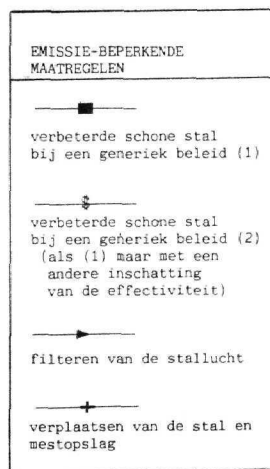 EMISSIE-BEPERKENDE
MAATREGELEN
verbeterde schone stal
bij een generiek beleid (1)
verbeterde schone stal
bij een generiek beleid (2)
(als (1) maar met een
andere inschatting
van de effectiviteit)
filteren van de stallucht
verplaatsen van de stal en
mestopslag